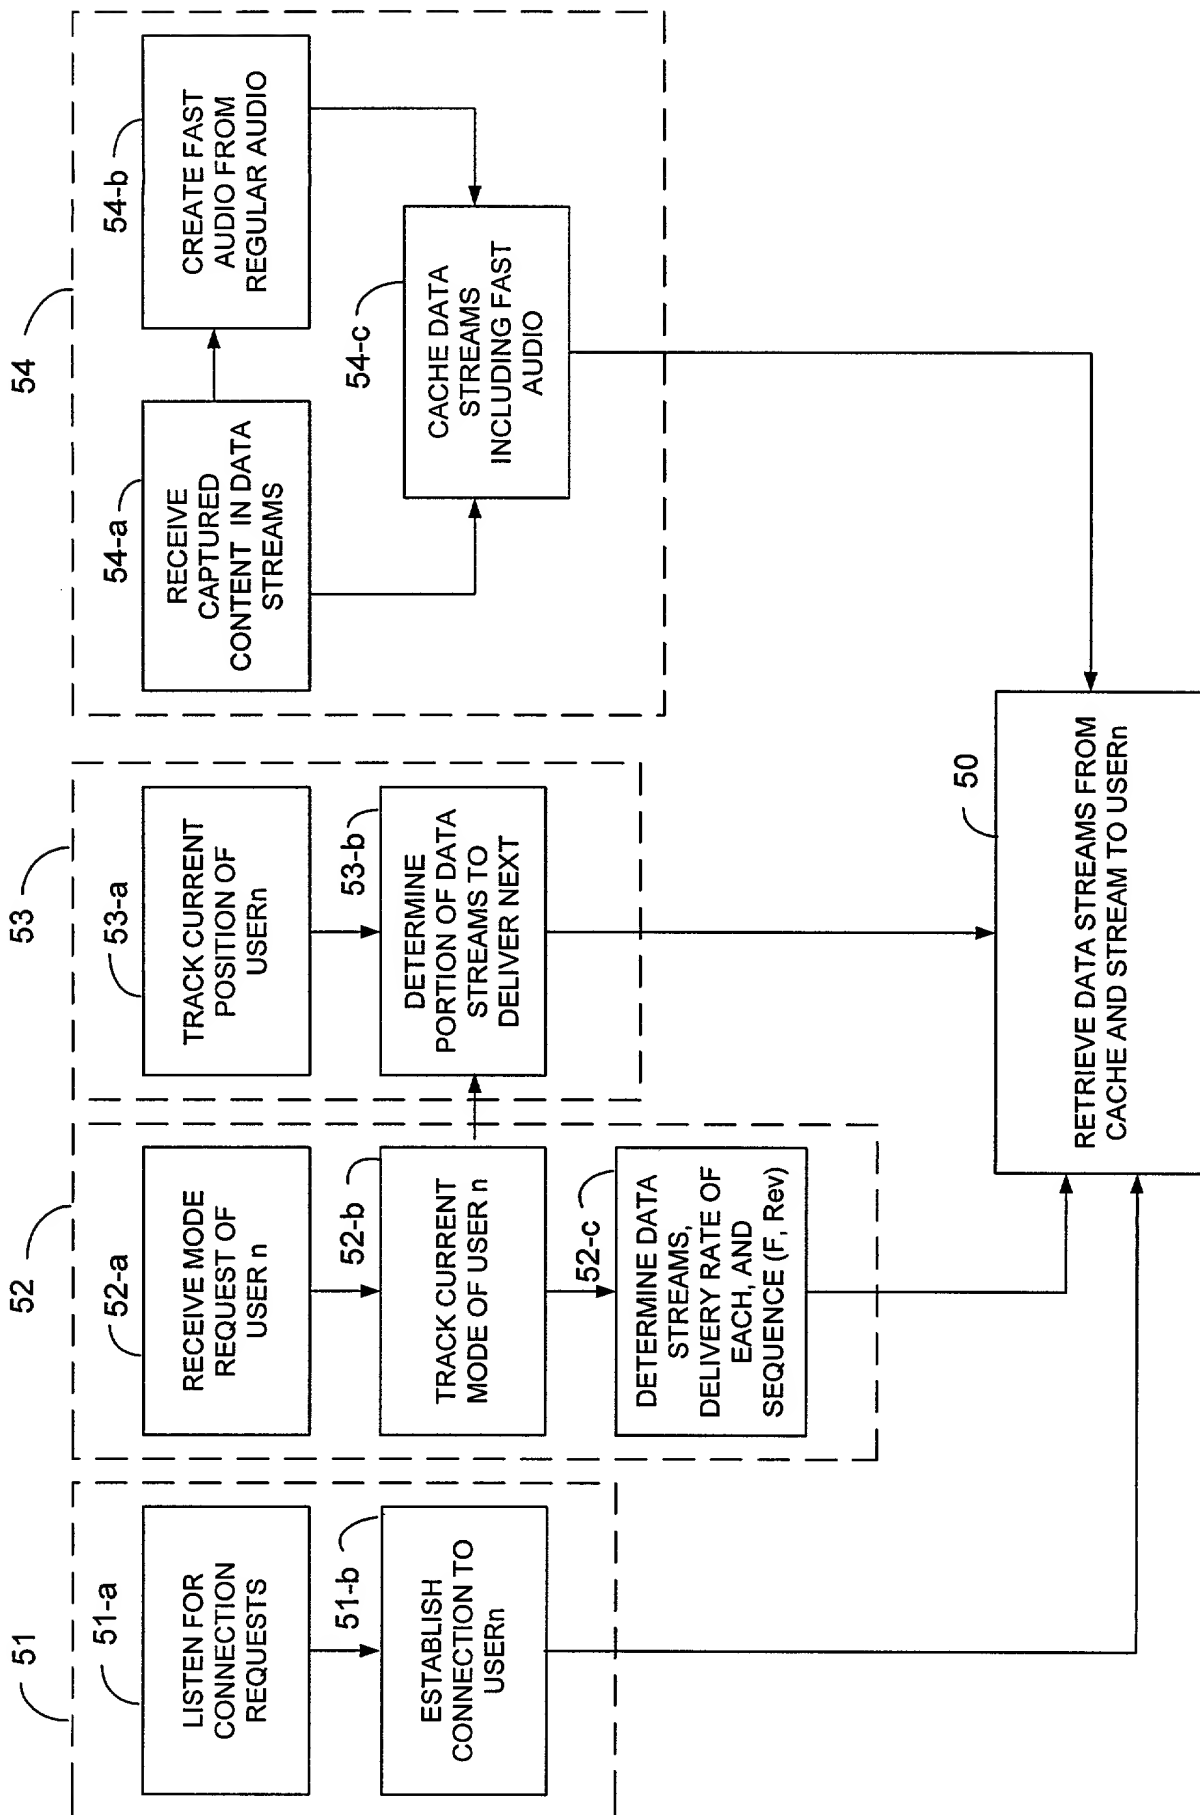 51
51-a
LISTEN FOR
CONNECTION
REQUESTS
51-b
ESTABLISH
CONNECTION TO
USERn
52
52-a
RECEIVE MODE
REQUEST OF
USER n
52-b
TRACK CURRENT
MODE OF USER n
52-c
DETERMINE DATA
STREAMS,
DELIVERY RATE OF
EACH, AND
SEQUENCE (F, Rev)
53
53-a
TRACK CURRENT
POSITION OF
USERn
53-b
DETERMINE
PORTION OF DATA
STREAMS TO
DELIVER NEXT
54
54-a
RECEIVE
CAPTURED
CONTENT IN DATA
STREAMS
54-b
CREATE FAST
AUDIO FROM
REGULAR AUDIO
54-c
CACHE DATA
STREAMS
INCLUDING FAST
AUDIO
50
RETRIEVE DATA STREAMS FROM
CACHE AND STREAM TO USERn